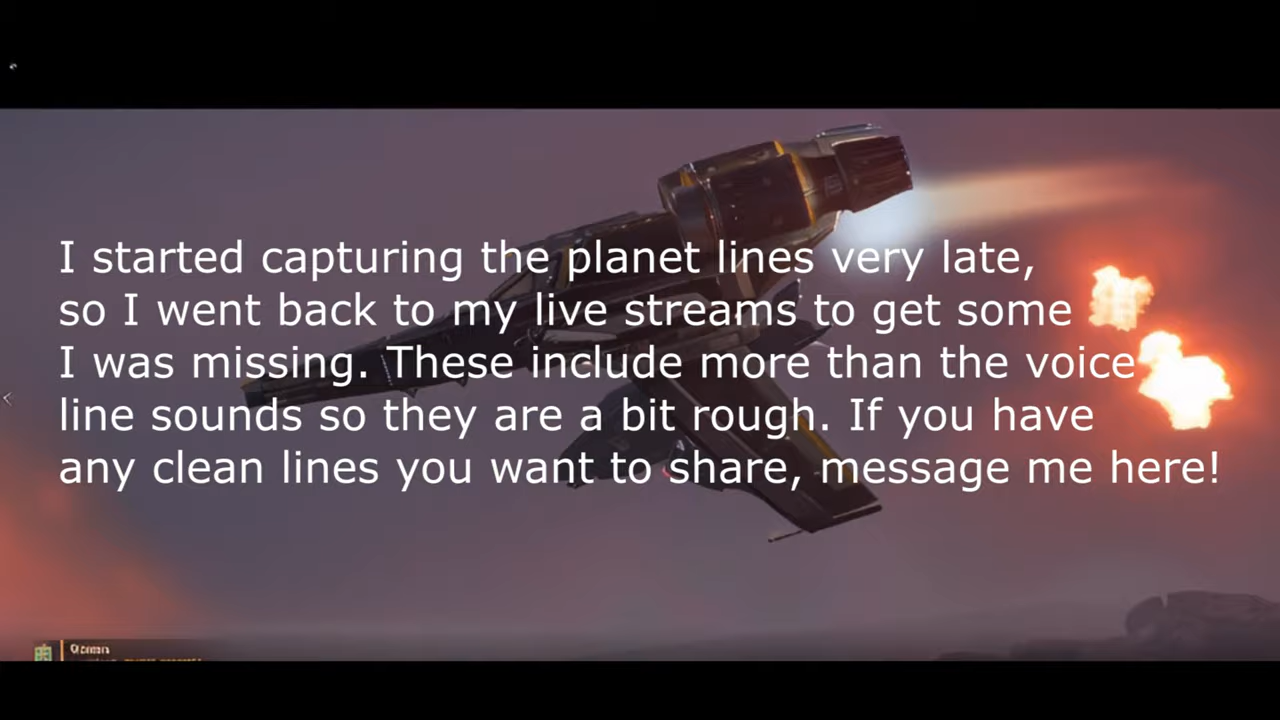 I started capturing the planet lines very late,
so I went back to my live streams to get some
I was missing. These include more than the voice
line sounds so they are a bit rough. If you have
any clean lines you want to share, message me here!